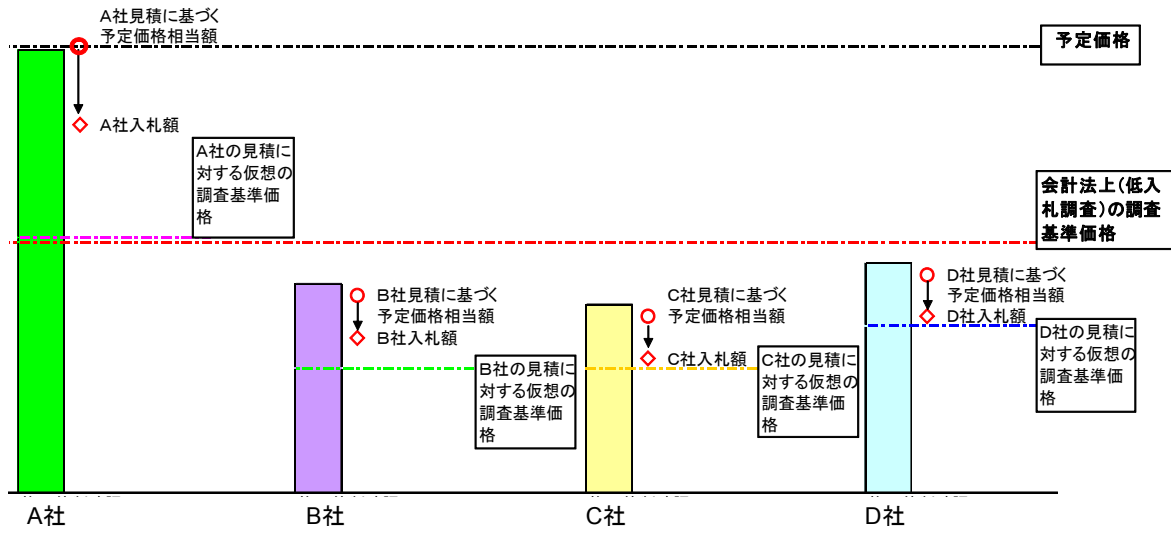 A社見積に基づく
予定価格相当額
予定価格
A社入札額
A社の見積に
対する仮想の
調査基準価
格
会計法上(低入
札調査)の調査
基準価格
B社見積に基づく
予定価格相当額
B社入札額
C社見積に基づく
予定価格相当額
C社入札額
D社見積に基づく
予定価格相当額
D社入札額
B社の見積に
対する仮想の
調査基準価
格
C社の見積に
対する仮想の
調査基準価
格
D社の見積に
対する仮想の
調査基準価
格
A社
B社
C社
D社